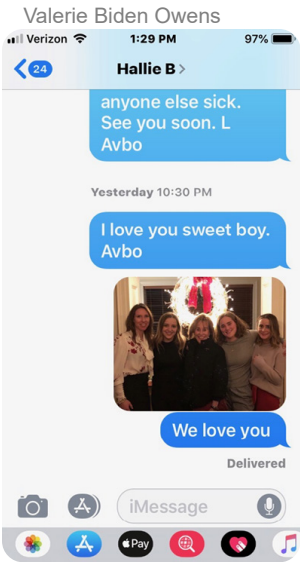 Valerie Biden Owens
Verizon
1:29 PM
97%
24
Hallie B
anyone else sick.
See you soon. L
Avbo
Yesterday 10:30 PM
I love you sweet boy.
Avbo
We love you
Delivered
iMessage
Pay